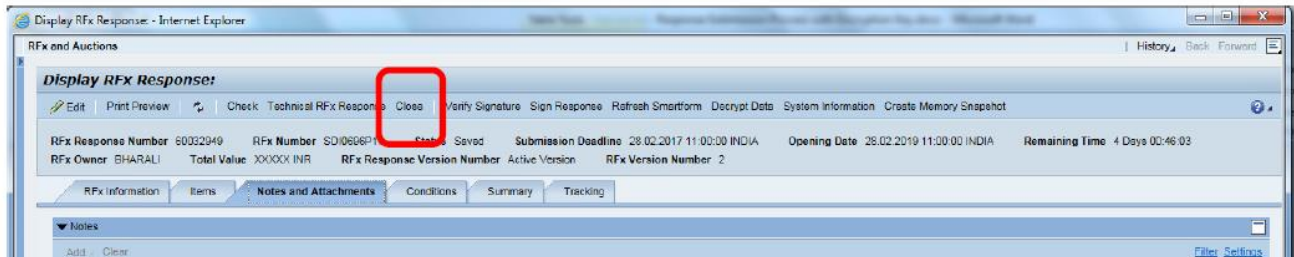 Display RFx Response: - Internet Explorer
RFx and Auctions History Back Forward
Display RFx Response:
Edit Print Preview Check Technical RFx Response Close Verify Signature Sign Response Refresh Smartform Decrypt Data System Information Create Memory Snapshot
RFx Response Number 60032949 RFx Number SDI0696P1 Status Saved Submission Deadline 28.02.2017 11:00:00 INDIA Opening Date 28.02.2019 11:00:00 INDIA Remaining Time 4 Days 00:46:03
RFx Owner BHARALI Total Value XXXXX INR RFx Response Version Number Active Version RFx Version Number 2
RFx Information Items Notes and Attachments Conditions Summary Tracking
Notes
Add Clear Filter Settings